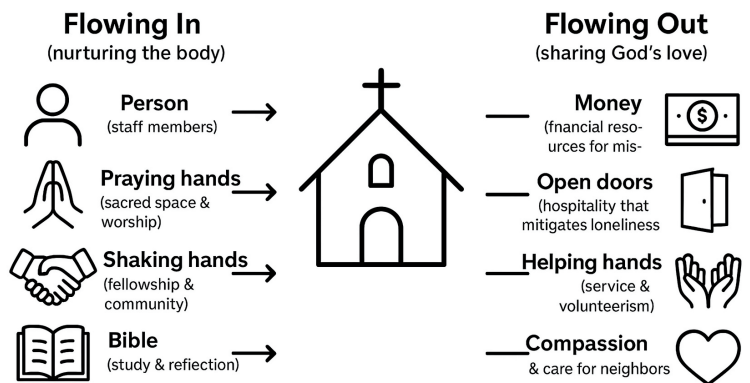 Flowing In
(nurturing the body)
Person
(staff members)
Praying hands
(sacred space &
worship)
Shaking hands
(fellowship &
community)
Bible
(study & refiection)
Flowing Out
(sharing God's love)
Money
(fnancial reso-
urces for mis-
$
Open doors
(hospitality that
mitigates loneliness
Helping hands
(service &
volunteerism)
Compassion
& care for neighbors